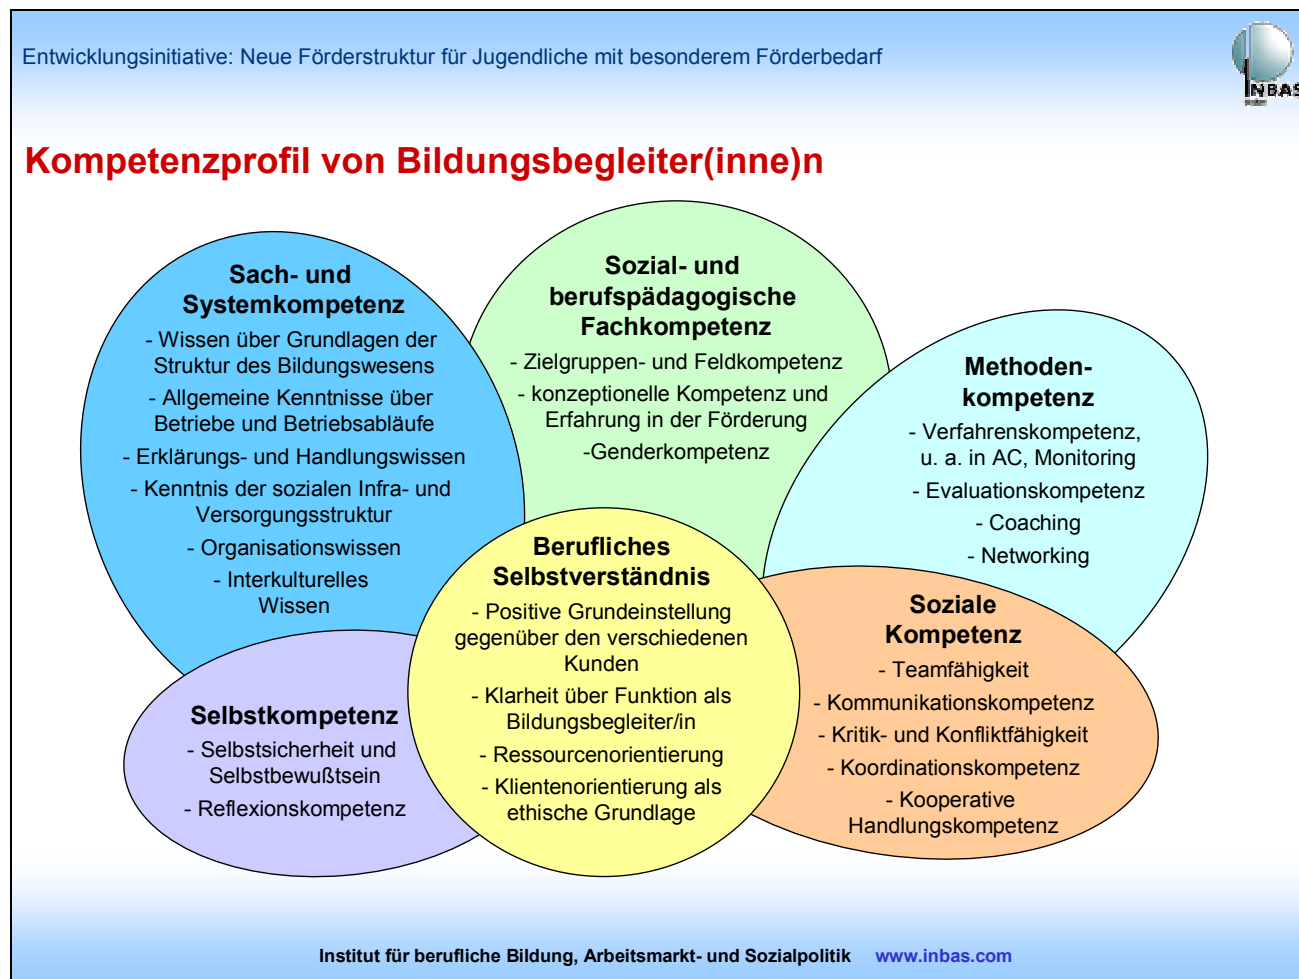 Entwicklungsinitiative: Neue Förderstruktur für Jugendliche mit besonderem Förderbedarf
INBAS
Kompetenzprofil von Bildungsbegleiter(inne)n
Sach- und
Systemkompetenz
- Wissen über Grundlagen der
Struktur des Bildungswesens
- Allgemeine Kenntnisse über
Betriebe und Betriebsabläufe
- Erklärungs- und Handlungswissen
- Kenntnis der sozialen Infra- und
Versorgungsstruktur
- Organisationswissen
- Interkulturelles
Wissen
Sozial- und
berufspädagogische
Fachkompetenz
- Zielgruppen- und Feldkompetenz
- konzeptionelle Kompetenz und
Erfahrung in der Förderung
-Genderkompetenz
Methoden-
kompetenz
- Verfahrenskompetenz,
u. a. in AC, Monitoring
- Evaluationskompetenz
- Coaching
- Networking
Selbstkompetenz
- Selbstsicherheit und
Selbstbewußtsein
- Reflexionskompetenz
Berufliches
Selbstverständnis
- Positive Grundeinstellung
gegenüber den verschiedenen
Kunden
- Klarheit über Funktion als
Bildungsbegleiter/in
- Ressourcenorientierung
- Klientenorientierung als
ethische Grundlage
Soziale
Kompetenz
- Teamfähigkeit
- Kommunikationskompetenz
- Kritik- und Konfliktfähigkeit
- Koordinationskompetenz
- Kooperative
Handlungskompetenz
Institut für berufliche Bildung, Arbeitsmarkt- und Sozialpolitik www.inbas.com